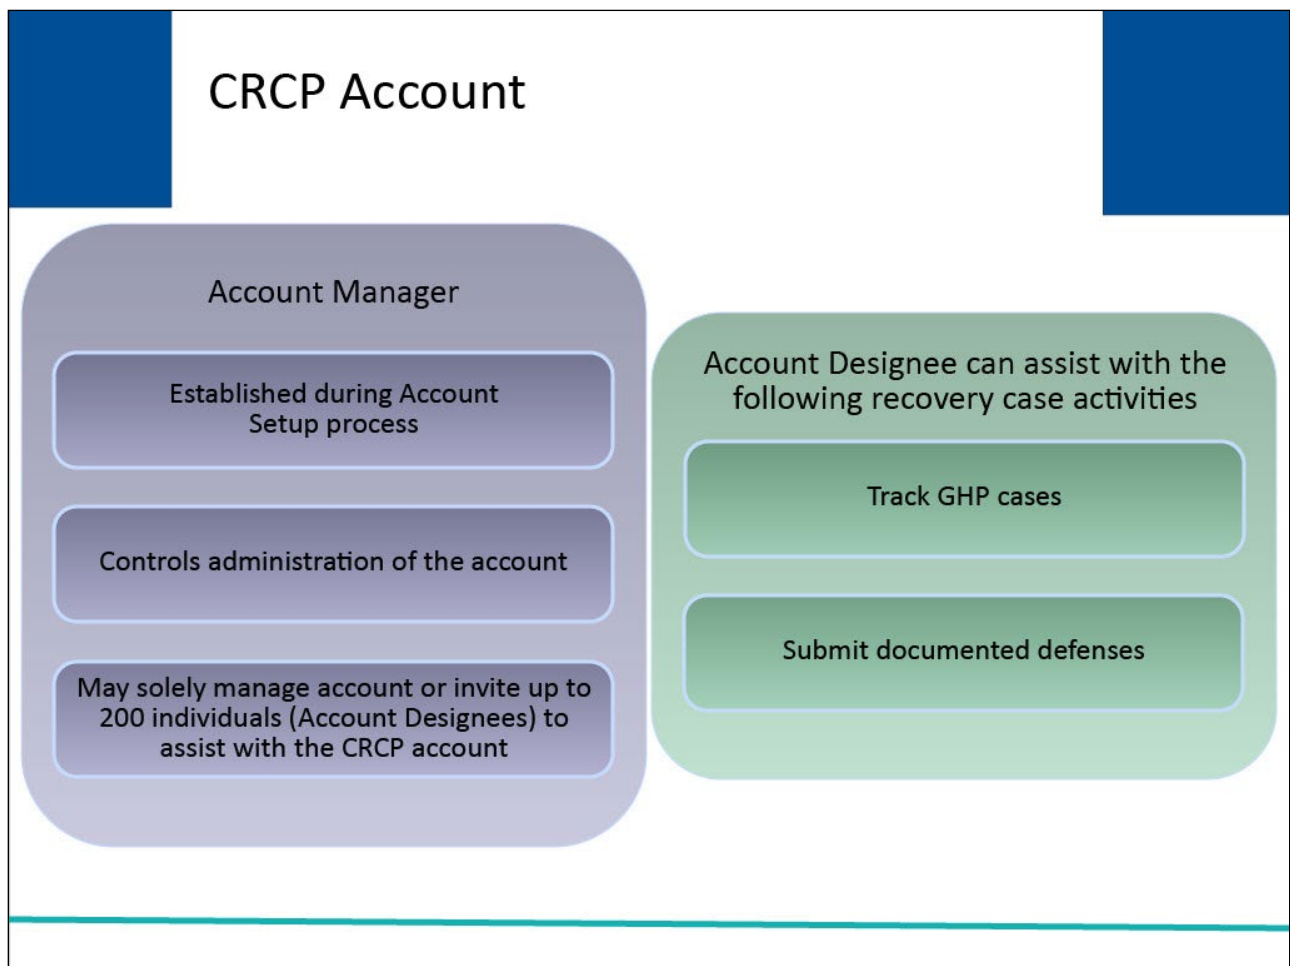 CRCP Account
Account Manager
Established during Account
Setup process
Controls administration of the account
May solely manage account or invite up to
200 individuals (Account Designees) to
assist with the CRCP account
Account Designee can assist with the
following recovery case activities
Track GHP cases
Submit documented defenses